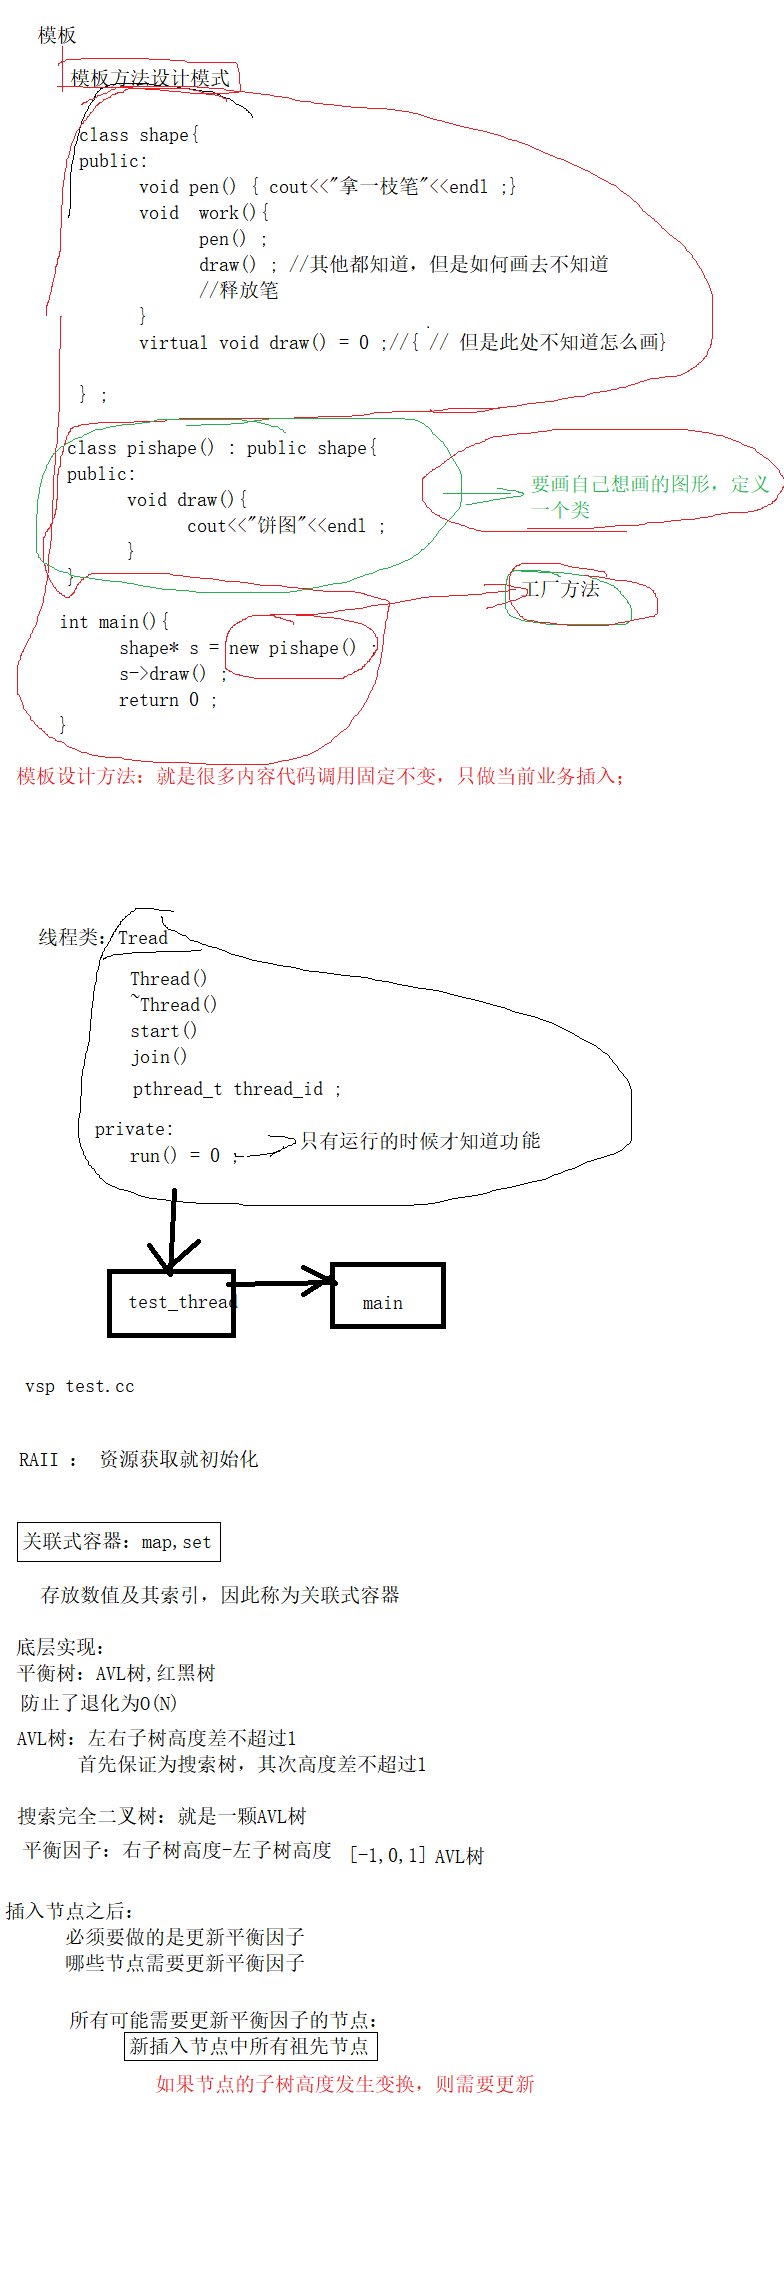 模板
模板方法设计模式
class shape{
public:
void pen() { cout<<"拿一枝笔"<<endl ;}
void work(){
pen() ;
draw() ; //其他都知道，但是如何画去不知道
//释放笔
}
virtual void draw() = 0 ;//{ // 但是此处不知道怎么画}
} ;
class pishape() : public shape{
public:
void draw(){
cout<<"饼图"<<endl ;
}
}
要画自己想画的图形，定义
一个类
工厂方法
int main(){
shape* s = new pishape() ;
s->draw() ;
return 0 ;
}
模板设计方法：就是很多内容代码调用固定不变，只做当前业务插入；
线程类：Tread
Thread()
~Thread()
start()
join()
pthread_t thread_id ;
private:
run() = 0 ;
只有运行的时候才知道功能
test_thread
main
vsp test.cc
RAII ： 资源获取就初始化
关联式容器：map,set
存放数值及其索引，因此称为关联式容器
底层实现：
平衡树：AVL树,红黑树
防止了退化为O(N)
AVL树：左右子树高度差不超过1
首先保证为搜索树，其次高度差不超过1
搜索完全二叉树：就是一颗AVL树
平衡因子：右子树高度-左子树高度 [-1,0,1] AVL树
插入节点之后：
必须要做的是更新平衡因子
哪些节点需要更新平衡因子
所有可能需要更新平衡因子的节点：
新插入节点中所有祖先节点
如果节点的子树高度发生变换，则需要更新